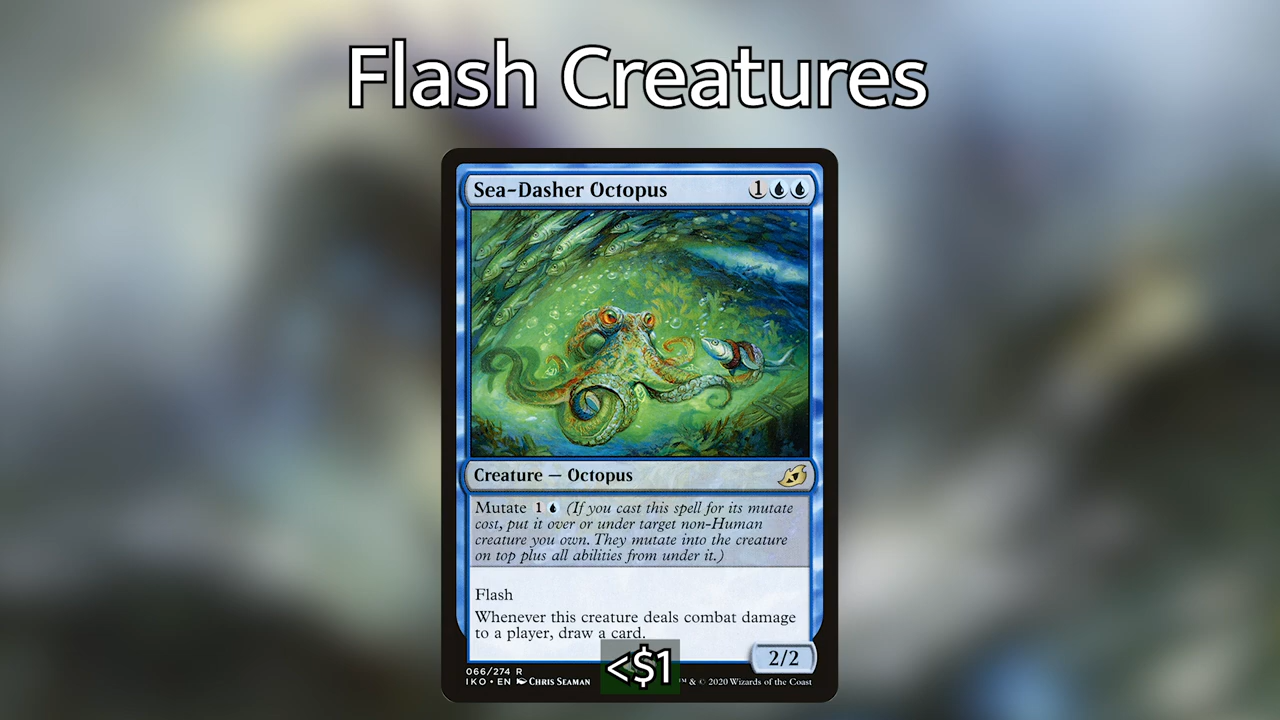 Flash Creatures
Sea-Dasher Octopus 1
Creature — Octopus
Mutate 1 (If you cast this spell for its mutate
cost, put it over or under target non-Human
creature you own. They mutate into the creature
on top plus all abilities from under it.)
Flash
Whenever this creature deals combat damage
to a player, draw a card.
2/2
<$1
066/274 R
IKO • EN Chris Seaman ™ & © 2020 Wizards of the Coast